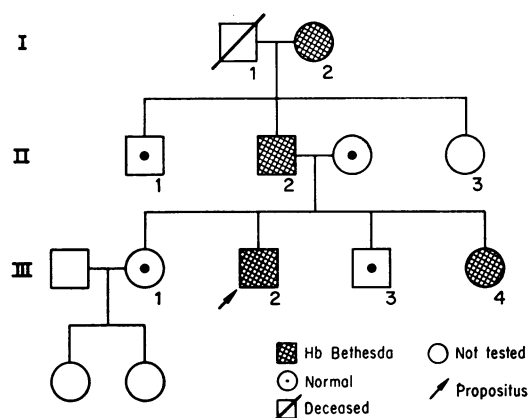 I
1 2
II
1 2 3
III
1 2 3 4
Hb Bethesda
Not tested
Normal
Propositus
Deceased